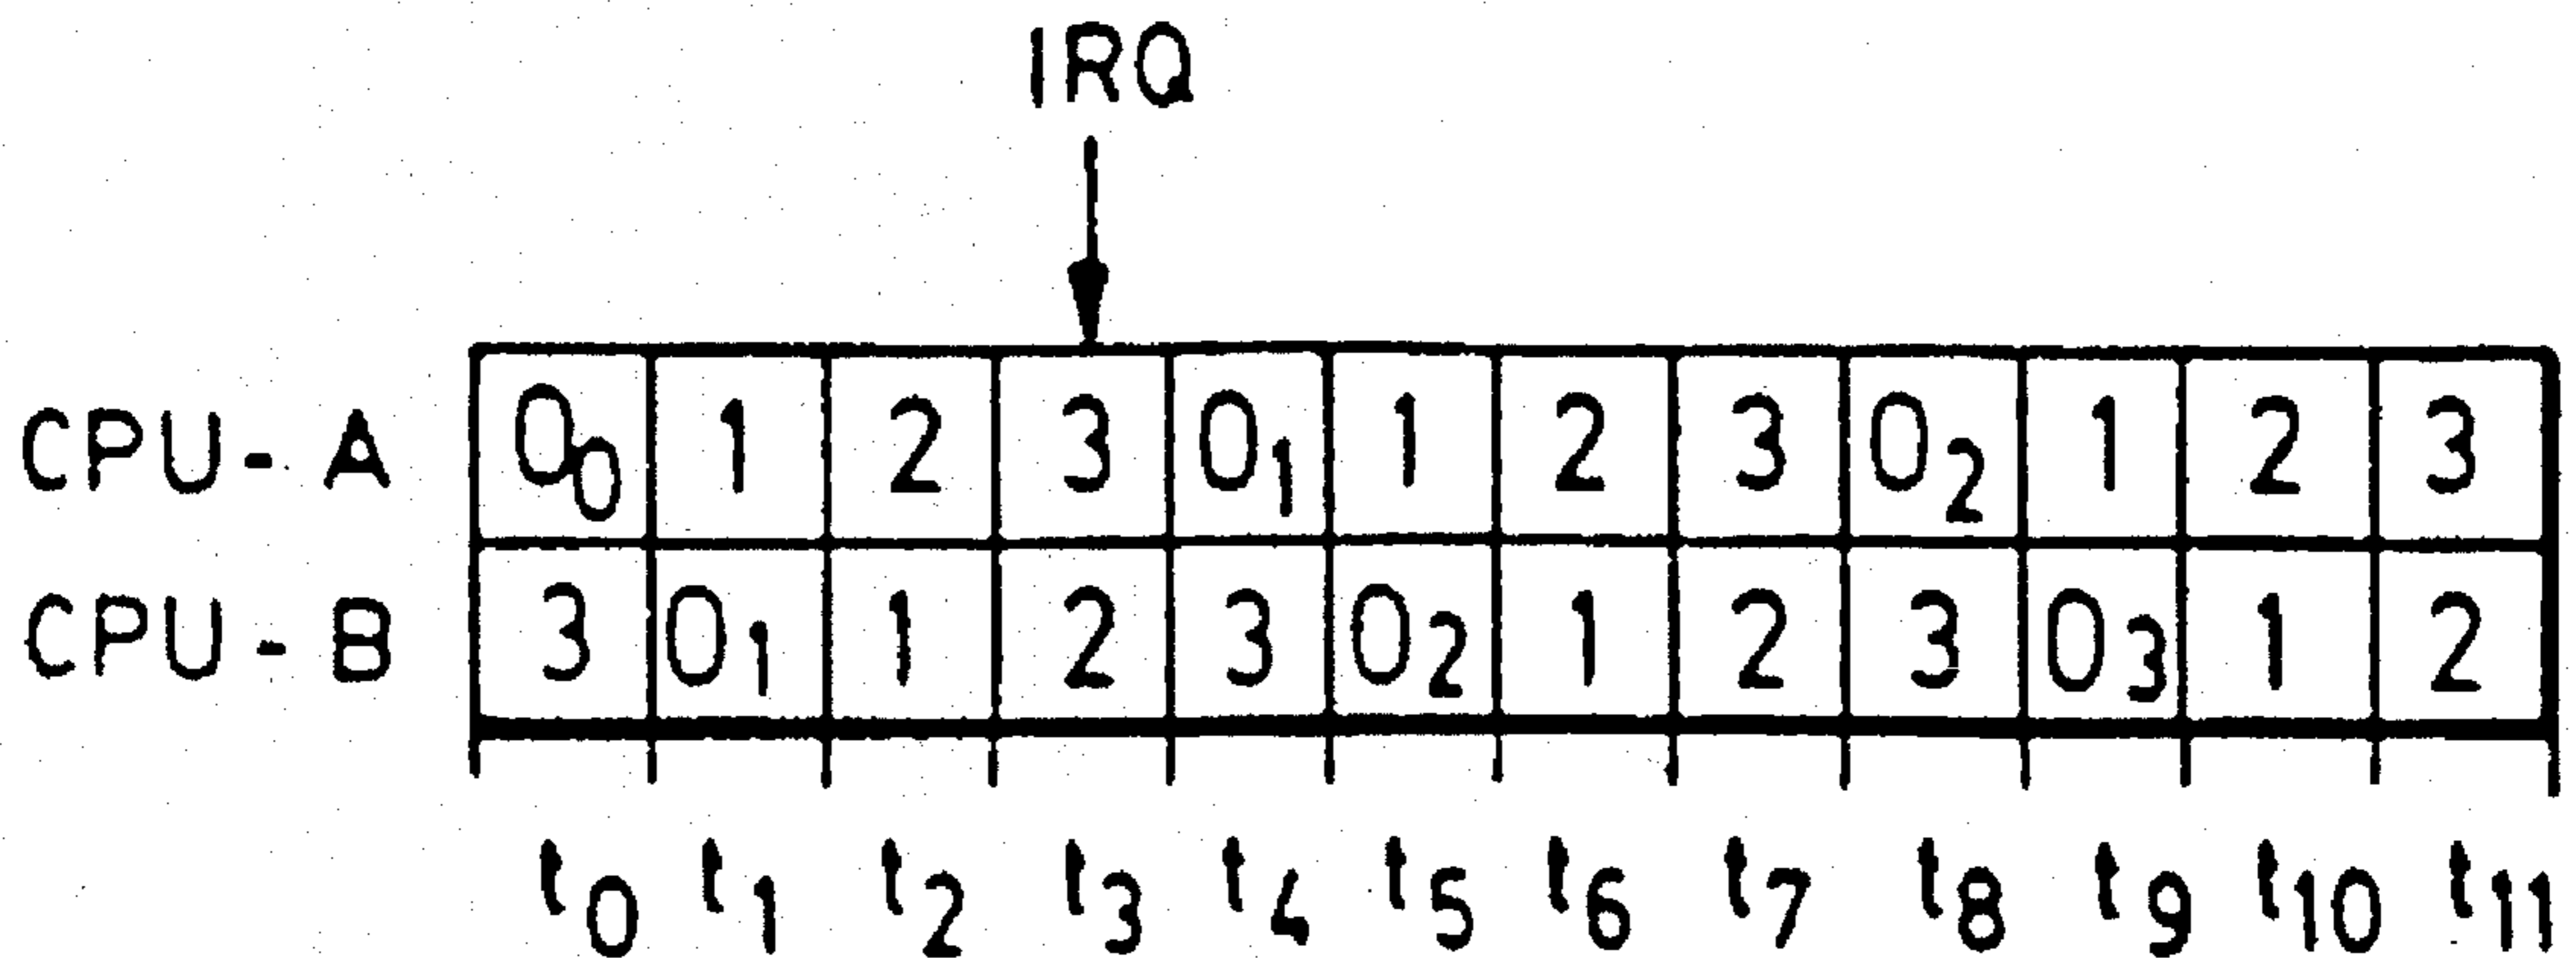 IRQ
CPU-A 0₀ 1 2 3 0₁ 1 2 3 0₂ 1 2 3
CPU-B 3 0₁ 1 2 3 0₂ 1 2 3 0₃ 1 2
t₀ t₁ t₂ t₃ t₄ t₅ t₆ t₇ t₈ t₉ t₁₀ t₁₁